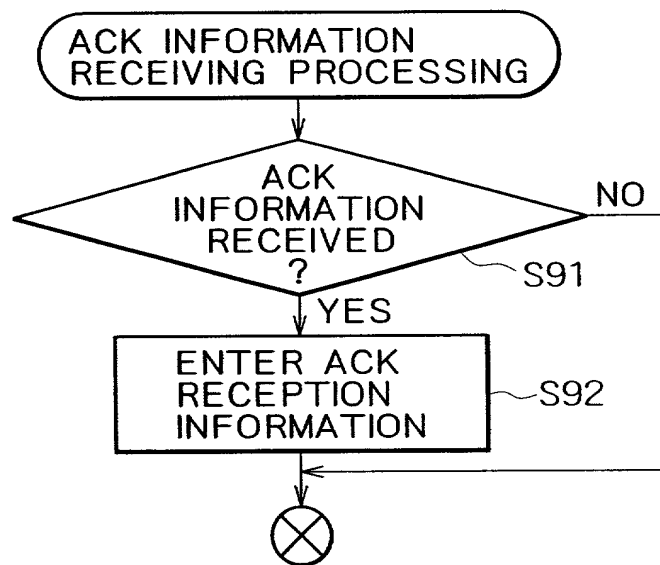 ACK INFORMATION
RECEIVING PROCESSING
ACK
INFORMATION
RECEIVED
?
NO
S91
YES
ENTER ACK
RECEPTION
INFORMATION
S92